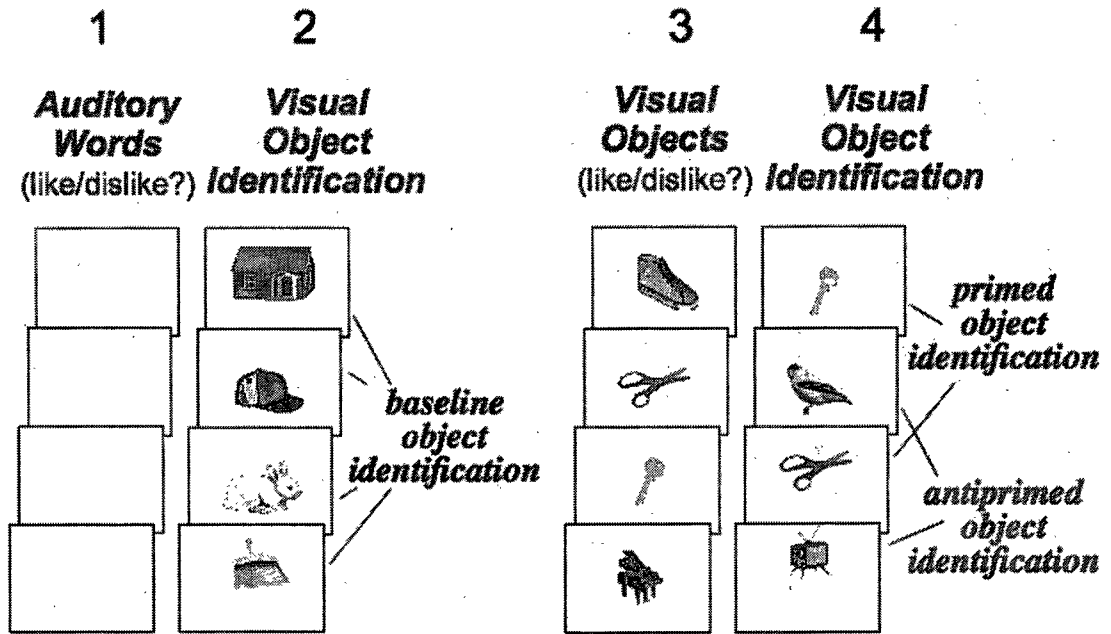 1 2 3 4
Auditory Visual Visual Visual
Words Object Objects Object
(like/dislike?) Identification (like/dislike?) Identification
primed
object
identification
baseline
object
identification
antiprimed
object
identification